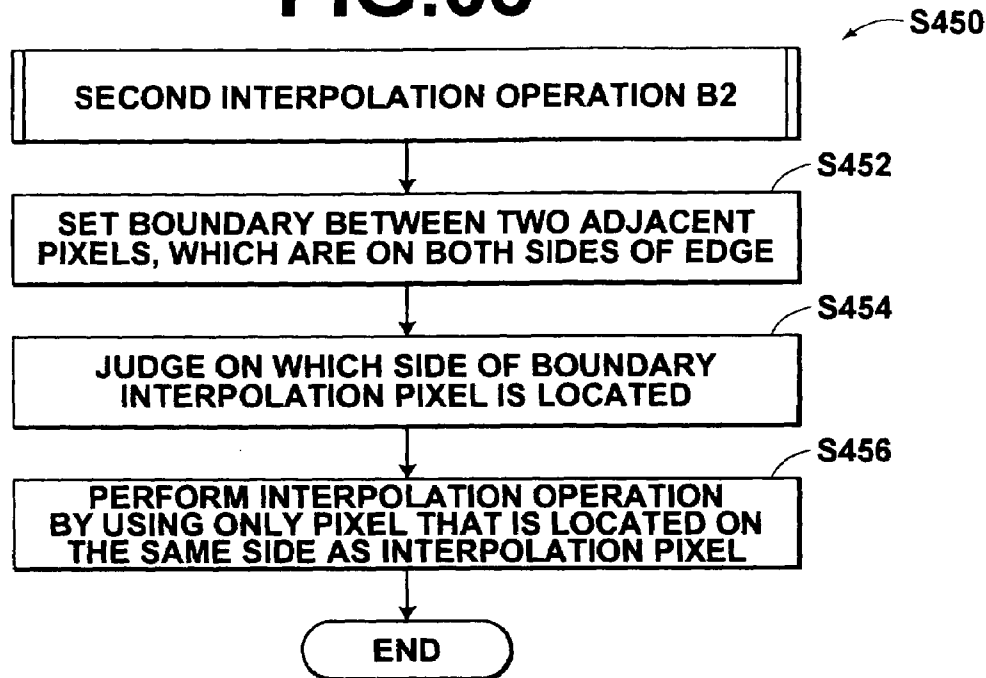 S450
SECOND INTERPOLATION OPERATION B2
S452
SET BOUNDARY BETWEEN TWO ADJACENT
PIXELS, WHICH ARE ON BOTH SIDES OF EDGE
S454
JUDGE ON WHICH SIDE OF BOUNDARY
INTERPOLATION PIXEL IS LOCATED
S456
PERFORM INTERPOLATION OPERATION
BY USING ONLY PIXEL THAT IS LOCATED ON
THE SAME SIDE AS INTERPOLATION PIXEL
END